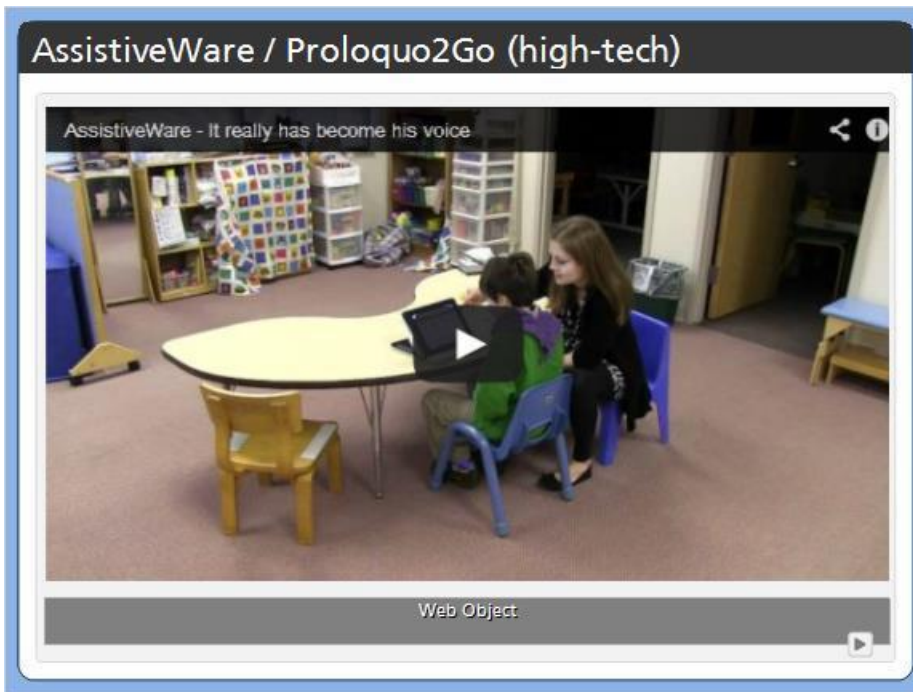 AssistiveWare / Proloquo2Go (high-tech)
AssistiveWare - It really has become his voice
Web Object